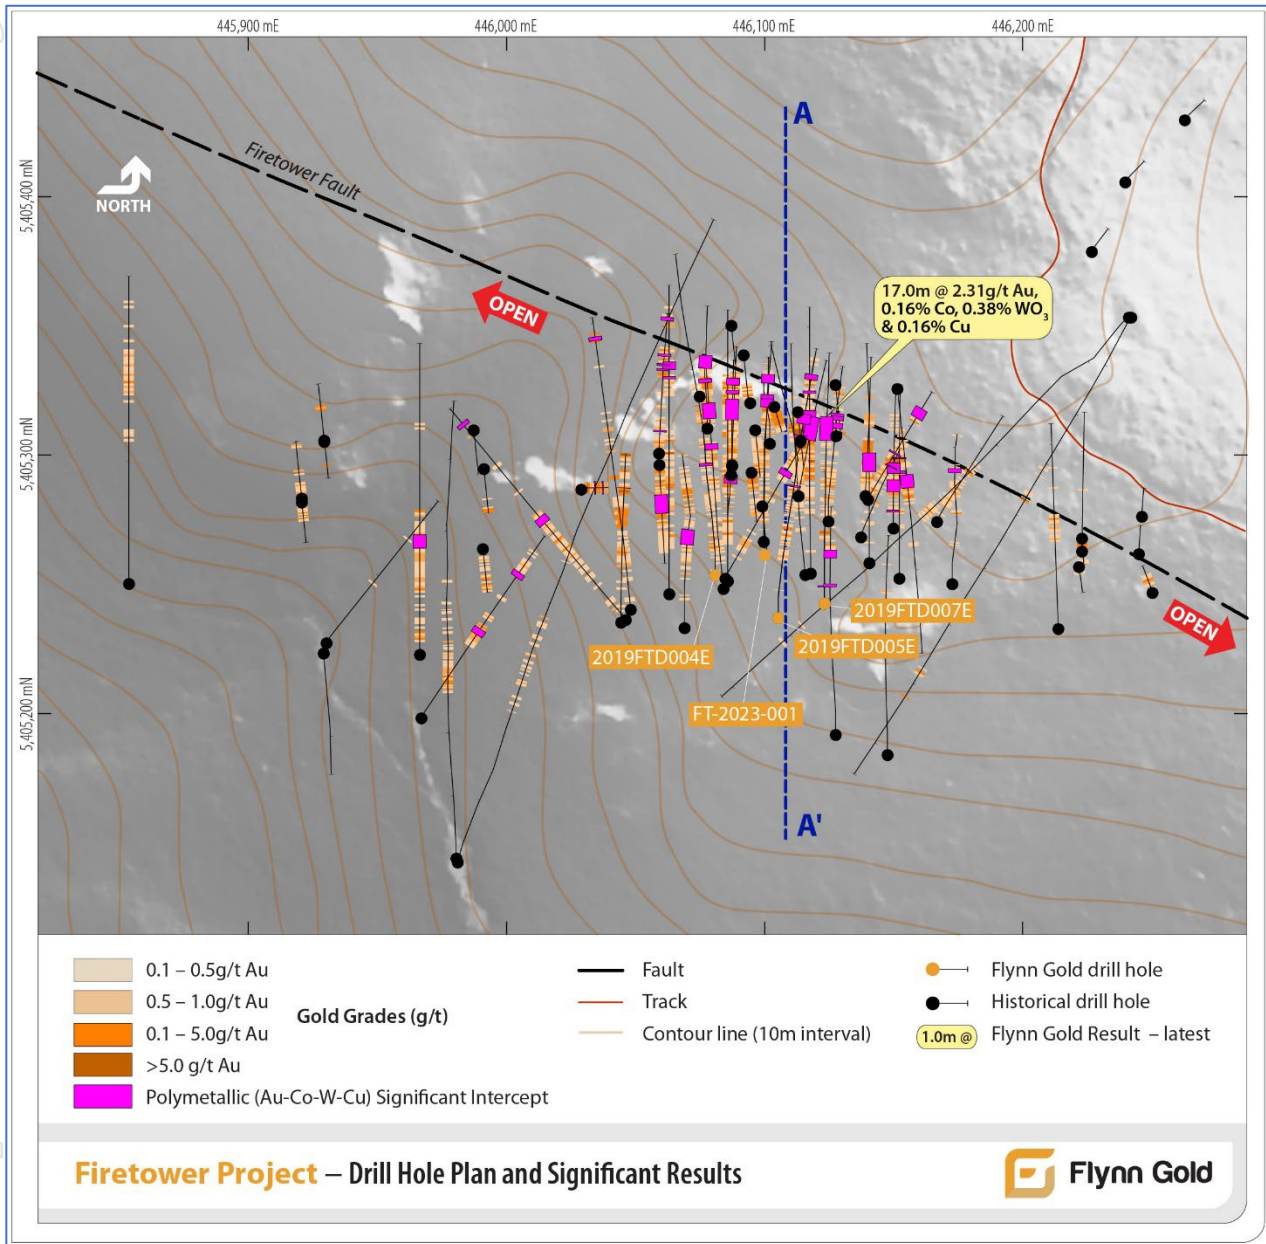 445,900 mE
446,000 mE
446,100 mE
446,200 mE
A
Firetower Fault
5,405,400 mN
NORTH
17.0m @ 2.31g/t Au,
0.16% Co, 0.38% WO₃
& 0.16% Cu
OPEN
5,405,300 mN
2019FTD007E
OPEN
2019FTD005E
2019FTD004E
5,405,200 mN
FT-2023-001
A'
0.1 – 0.5g/t Au
0.5 – 1.0g/t Au
Gold Grades (g/t)
0.1 – 5.0g/t Au
>5.0 g/t Au
Polymetallic (Au-Co-W-Cu) Significant Intercept
Fault
Track
Contour line (10m interval)
Flynn Gold drill hole
Historical drill hole
1.0m @ Flynn Gold Result – latest
Firetower Project – Drill Hole Plan and Significant Results
Flynn Gold